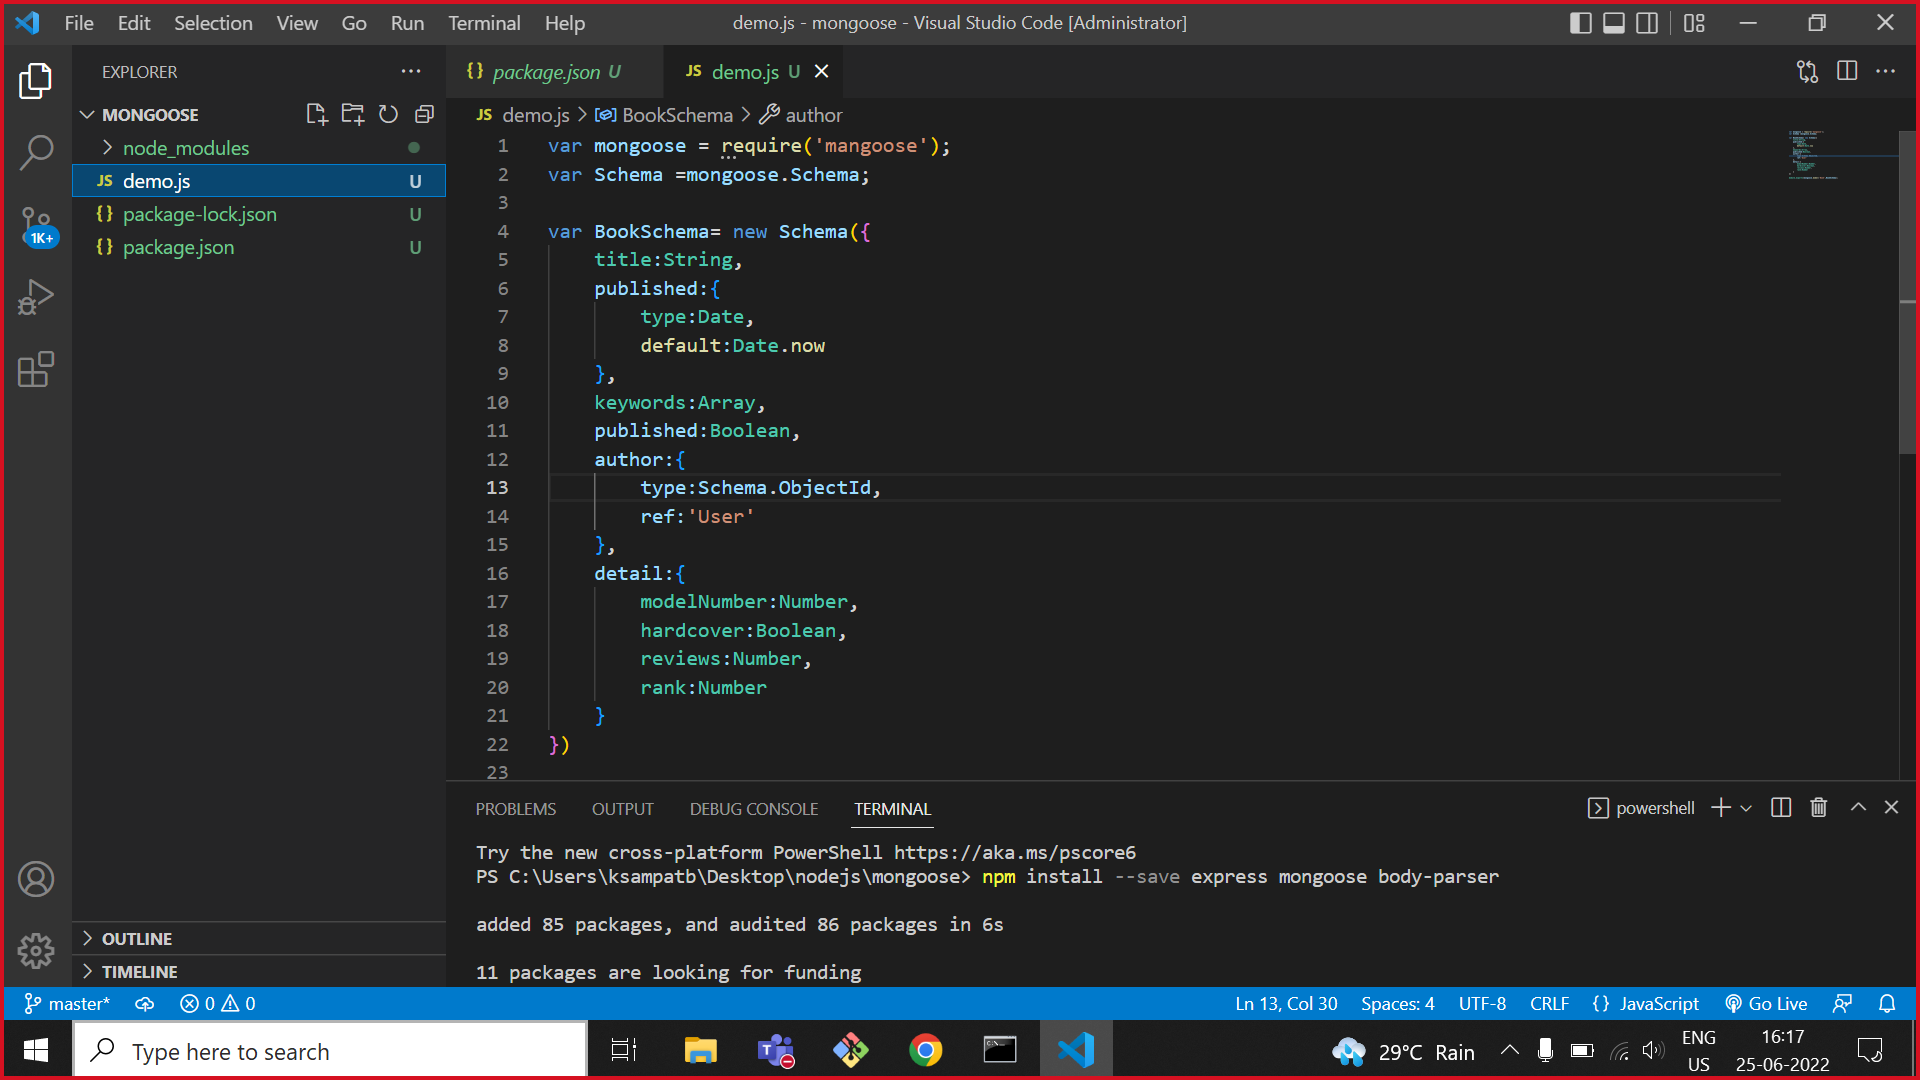 File Edit Selection View Go Run Terminal Help
demo.js - mongoose - Visual Studio Code [Administrator]
EXPLORER
MONGOOSE
node_modules
JS demo.js U
{} package-lock.json U
{} package.json U
1K+
OUTLINE
TIMELINE
{} package.json U
JS demo.js U
JS demo.js > BookSchema > author
1 var mongoose = require('mangoose');
2 var Schema =mongoose.Schema;
3
4 var BookSchema= new Schema({
5 title:String,
6 published:{
7 type:Date,
8 default:Date.now
9 },
10 keywords:Array,
11 published:Boolean,
12 author:{
13 type:Schema.ObjectId,
14 ref:'User'
15 },
16 detail:{
17 modelNumber:Number,
18 hardcover:Boolean,
19 reviews:Number,
20 rank:Number
21 }
22 })
23
PROBLEMS OUTPUT DEBUG CONSOLE TERMINAL
powershell
Try the new cross-platform PowerShell https://aka.ms/pscore6
PS C:\Users\ksampatb\Desktop\nodejs\mongoose> npm install --save express mongoose body-parser
added 85 packages, and audited 86 packages in 6s
11 packages are looking for funding
master* 0 0
Ln 13, Col 30 Spaces: 4 UTF-8 CRLF {} JavaScript Go Live
Type here to search
29°C Rain
ENG
US
16:17
25-06-2022